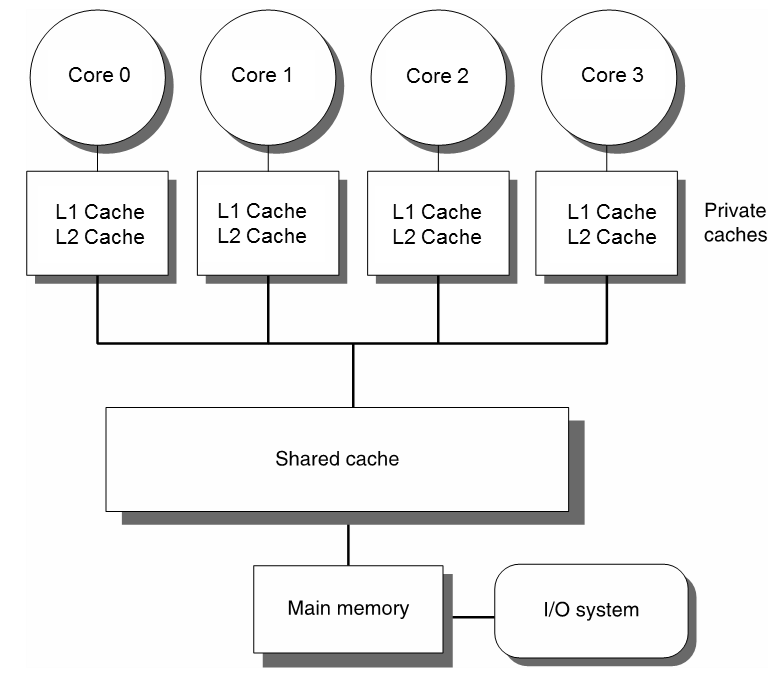 Core 0
Core 1
Core 2
Core 3
L1 Cache
L2 Cache
L1 Cache
L2 Cache
L1 Cache
L2 Cache
L1 Cache
L2 Cache
Private
caches
Shared cache
Main memory
I/O system